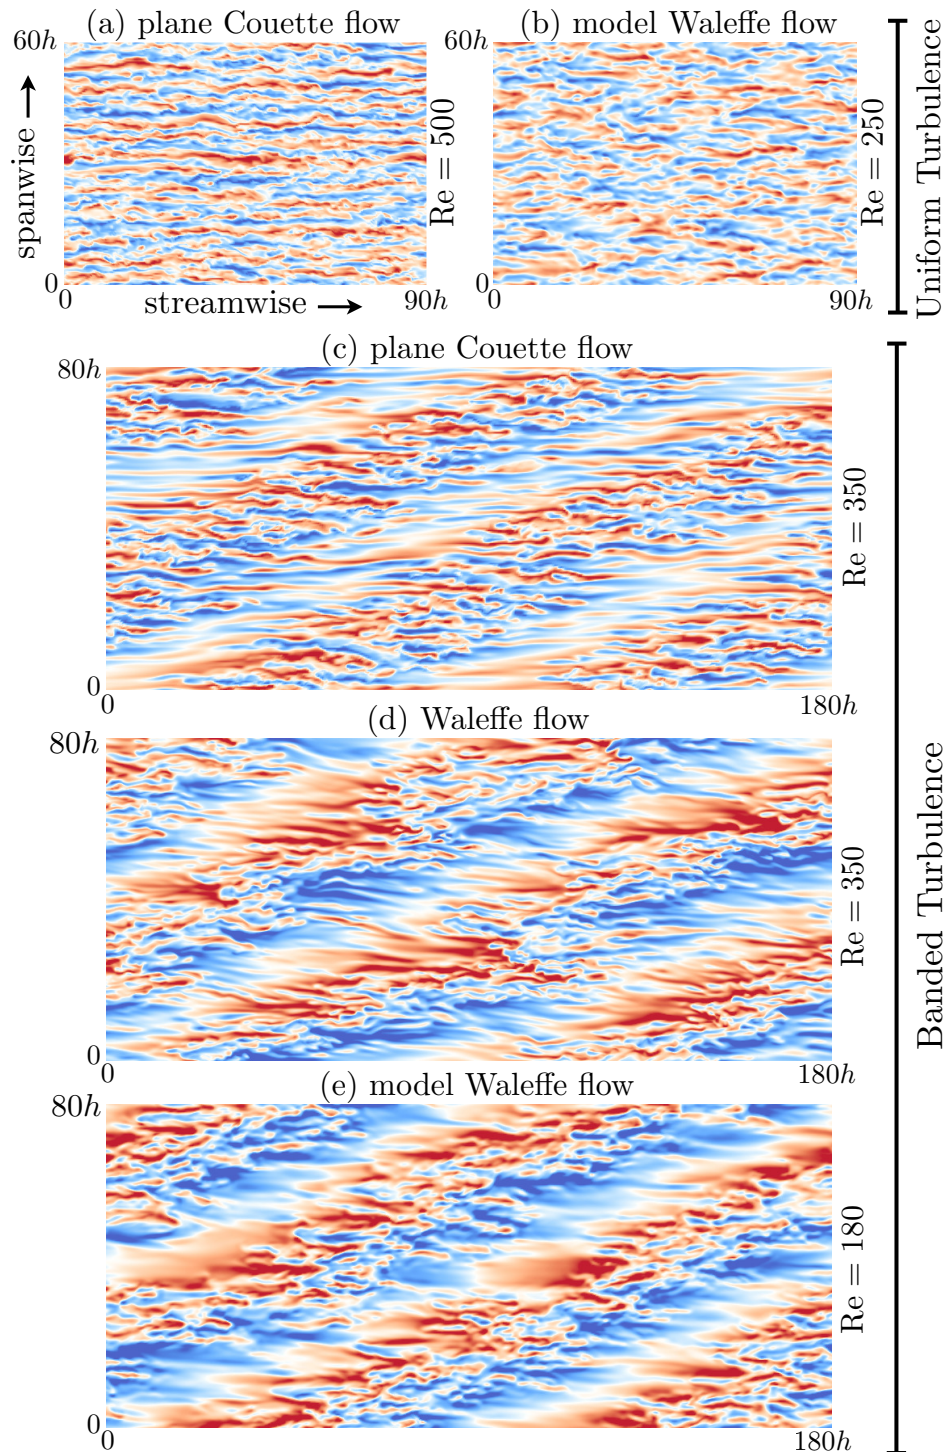 (a) plane Couette flow
(b) model Waleffe flow
60h
60h
spanwise →
Re = 500
Re = 250
Uniform Turbulence
0
0
0
90h
0
90h
streamwise →
(c) plane Couette flow
80h
Re = 350
0
0
180h
(d) Waleffe flow
80h
Re = 350
Banded Turbulence
0
0
180h
(e) model Waleffe flow
80h
Re = 180
0
0
180h